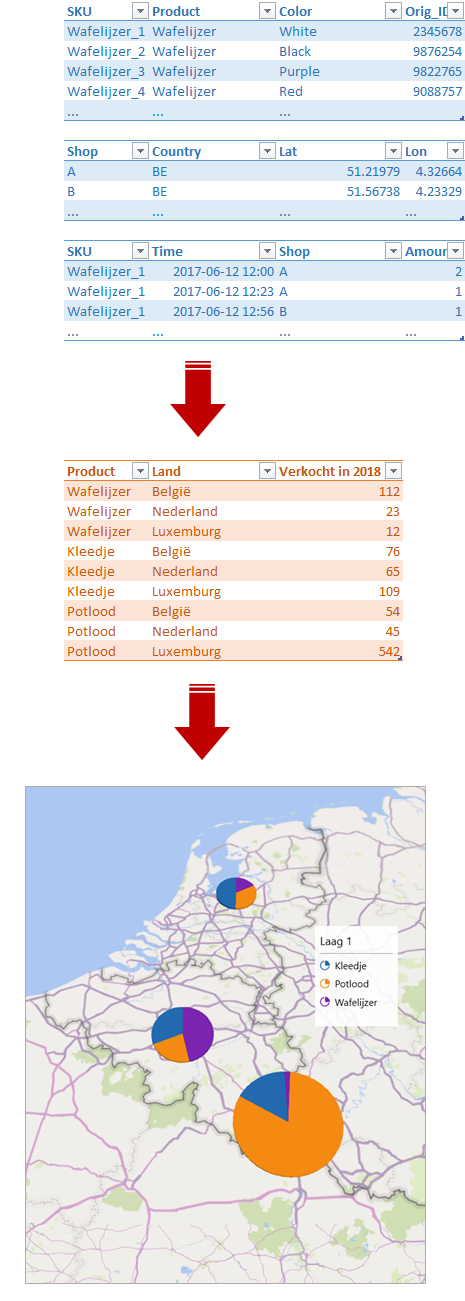 SKU Product Color Orig_ID
Wafelijzer_1 Wafelijzer White 2345678
Wafelijzer_2 Wafelijzer Black 9876254
Wafelijzer_3 Wafelijzer Purple 9822765
Wafelijzer_4 Wafelijzer Red 9088757
... ... ...
Shop Country Lat Lon
A BE 51.21979 4.32664
B BE 51.56738 4.23329
... ... ... ...
SKU Time Shop Amour
Wafelijzer_1 2017-06-12 12:00 A 2
Wafelijzer_1 2017-06-12 12:23 A 1
Wafelijzer_1 2017-06-12 12:56 B 1
... ... ... ...
Product Land Verkocht in 2018
Wafelijzer België 112
Wafelijzer Nederland 23
Wafelijzer Luxemburg 12
Kleedje België 76
Kleedje Nederland 65
Kleedje Luxemburg 109
Potlood België 54
Potlood Nederland 45
Potlood Luxemburg 542
Laag 1
Kleedje
Potlood
Wafelijzer